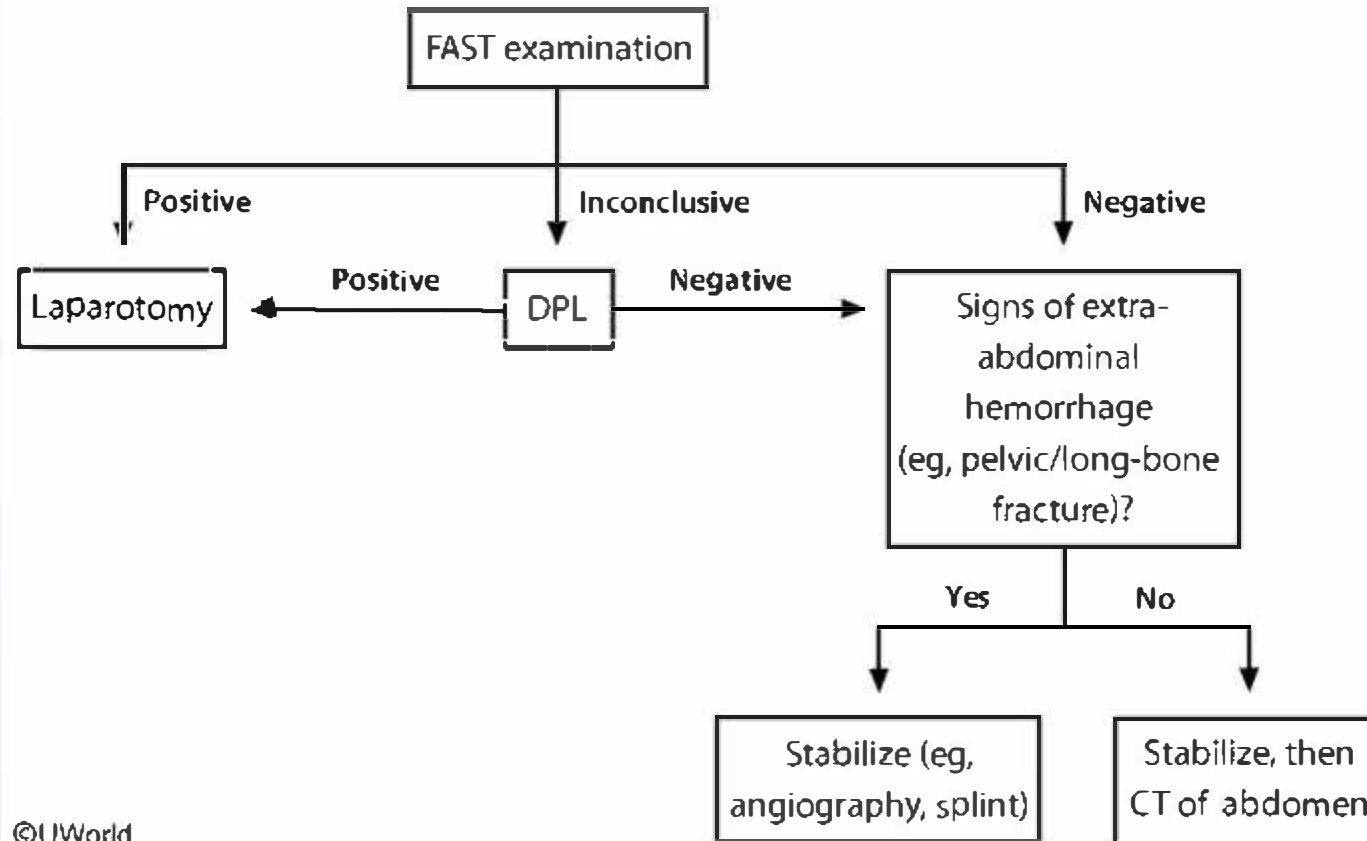 FAST examination
Positive
Inconclusive
Negative
Laparotomy
Positive
DPL
Negative
Signs of extra-
abdominal
hemorrhage
(eg, pelvic/long-bone
fracture)?
Yes
No
Stabilize (eg,
angiography, splint)
Stabilize, then
CT of abdomen
©UWorld